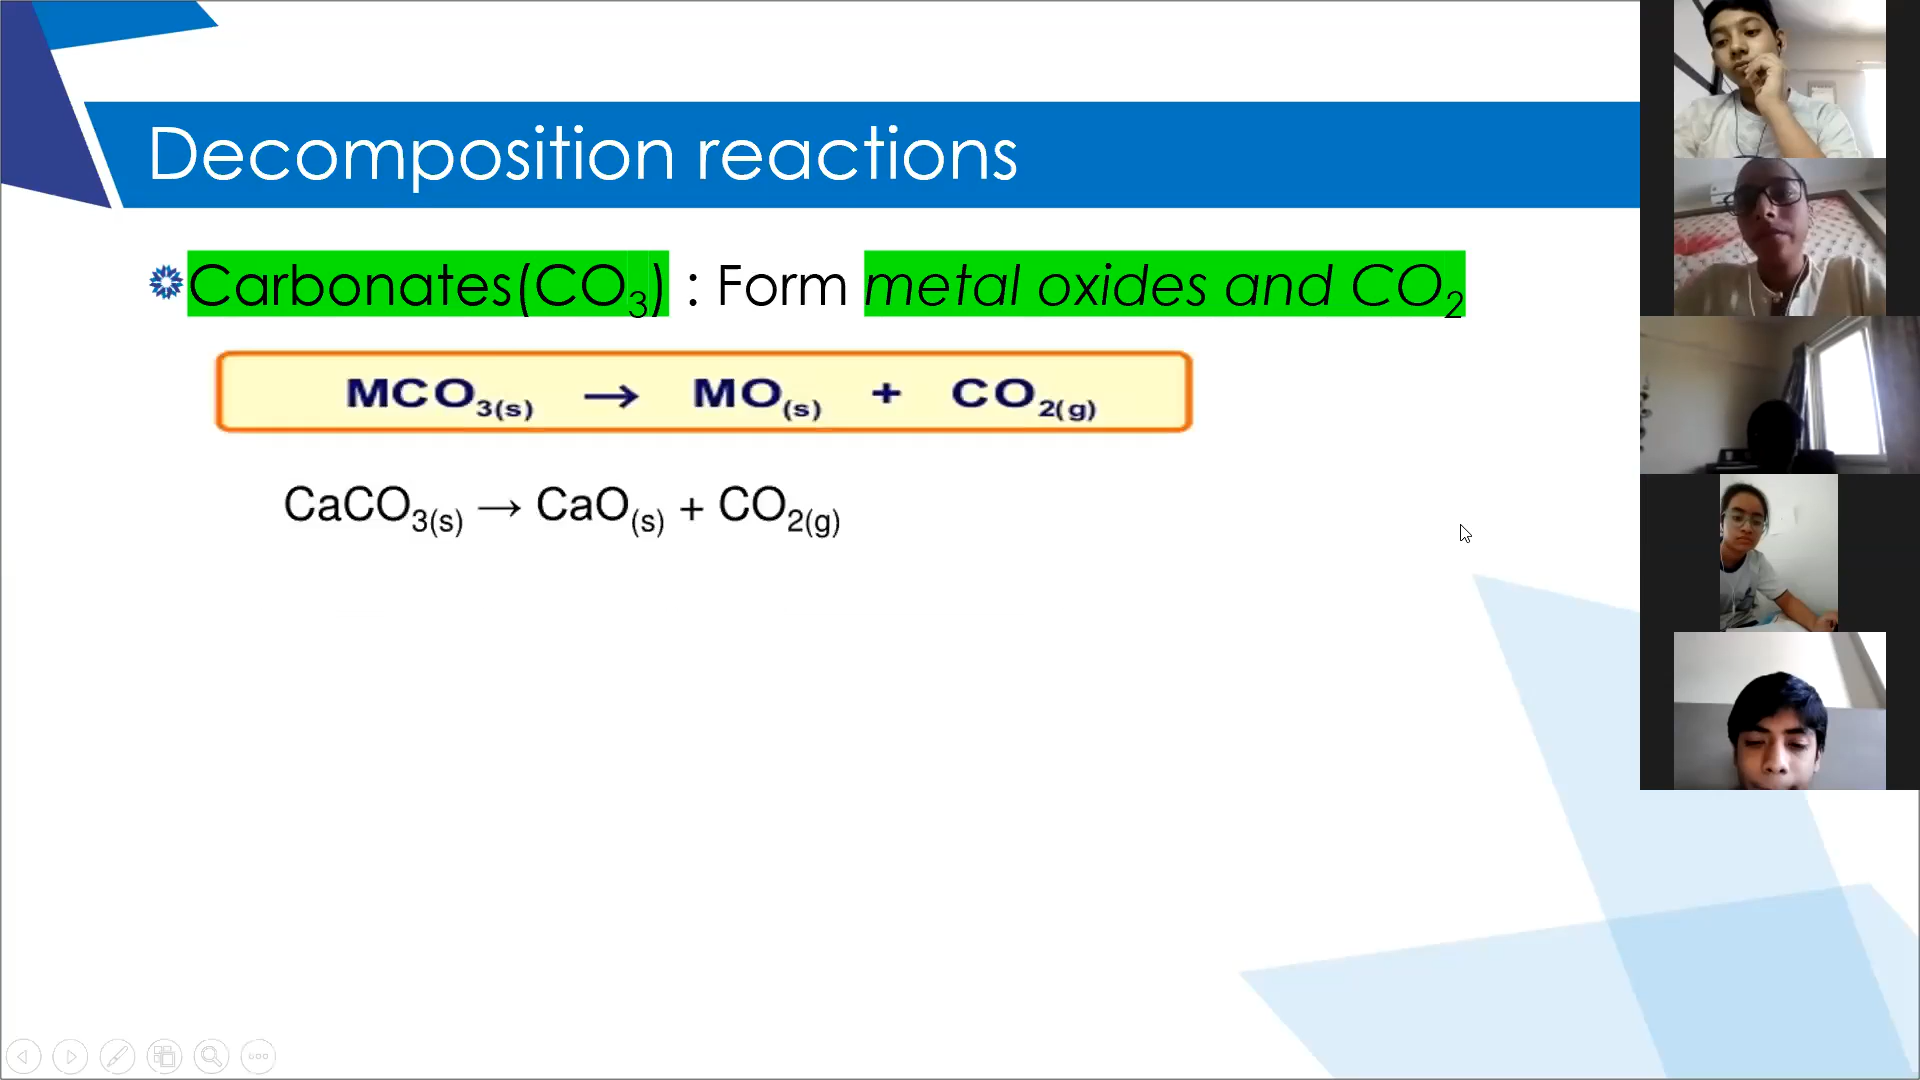 Decomposition reactions
Carbonates(CO₃) : Form metal oxides and CO₂
MCO₃(s) → MO(s) + CO₂(g)
CaCO₃(s) → CaO(s) + CO₂(g)